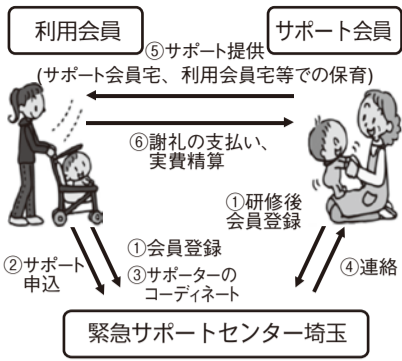 利用会員
サポート会員
⑤サポート提供
(サポート会員宅、利用会員宅等での保育)
⑥謝礼の支払い、
実費精算
①研修後
会員登録
①会員登録
②サポート
申込
③サポーターの
コーディネート
④連絡
緊急サポートセンター埼玉